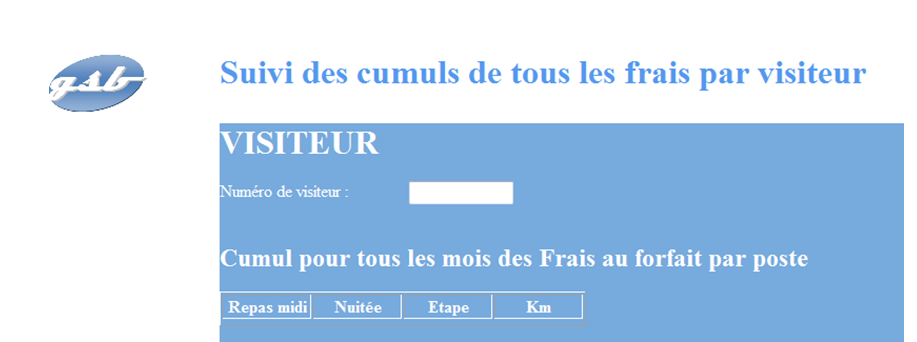 gsb
Suivi des cumuls de tous les frais par visiteur
VISITEUR
Numéro de visiteur :
Cumul pour tous les mois des Frais au forfait par poste
Repas midi Nuitée Etape Km